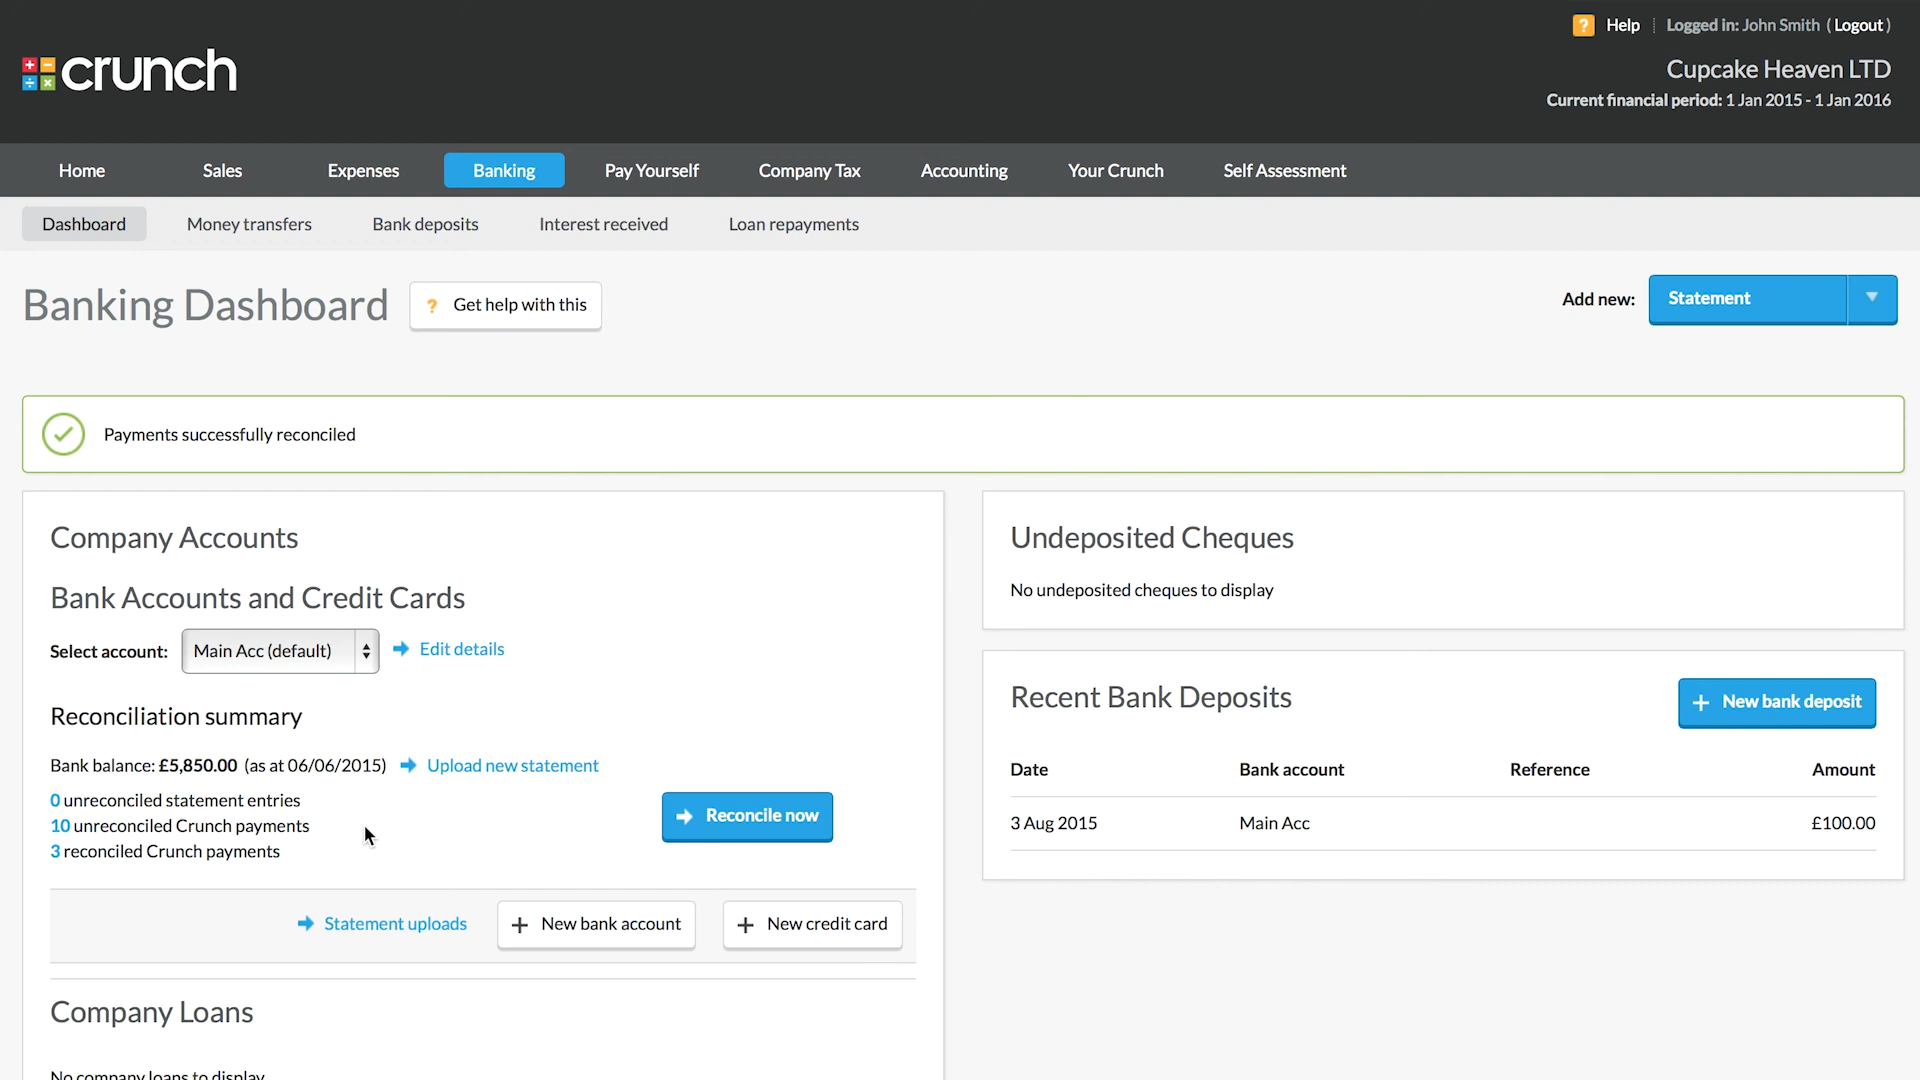 ? Help Logged in: John Smith ( Logout )
crunch
Cupcake Heaven LTD
Current financial period: 1 Jan 2015 - 1 Jan 2016
Home Sales Expenses Banking Pay Yourself Company Tax Accounting Your Crunch Self Assessment
Dashboard Money transfers Bank deposits Interest received Loan repayments
Banking Dashboard ? Get help with this Add new: Statement
Payments successfully reconciled
Company Accounts
Bank Accounts and Credit Cards
Select account: Main Acc (default) Edit details
Reconciliation summary
Bank balance: £5,850.00 (as at 06/06/2015) Upload new statement
0 unreconciled statement entries
10 unreconciled Crunch payments
3 reconciled Crunch payments
Reconcile now
Statement uploads + New bank account + New credit card
Company Loans
No company loans to display
Undeposited Cheques
No undeposited cheques to display
Recent Bank Deposits + New bank deposit
Date Bank account Reference Amount
3 Aug 2015 Main Acc £100.00